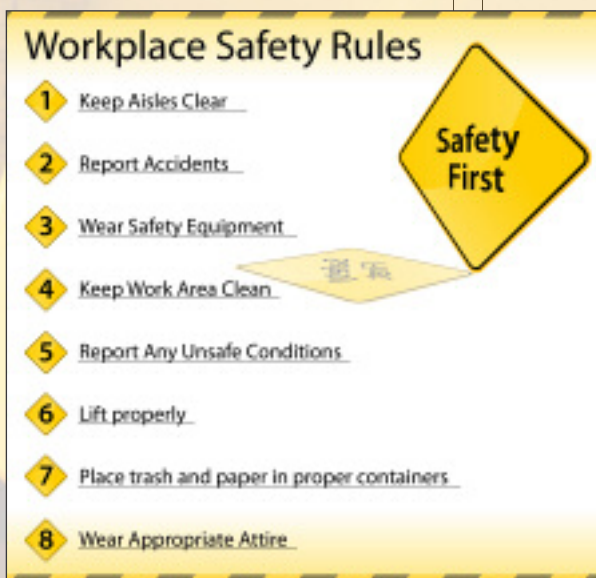 Workplace Safety Rules
1 Keep Aisles Clear
2 Report Accidents
3 Wear Safety Equipment
4 Keep Work Area Clean
5 Report Any Unsafe Conditions
6 Lift properly
7 Place trash and paper in proper containers
8 Wear Appropriate Attire
Safety
First